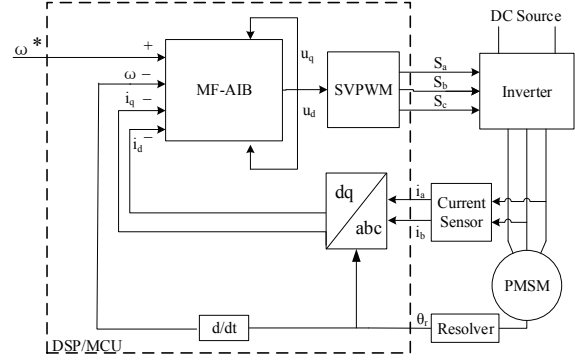 DC Source
ω* +
ω −
i_q −
i_d −
MF-AIB
u_q
u_d
SVPWM
S_a
S_b
S_c
Inverter
dq
abc
i_a
i_b
Current
Sensor
PMSM
d/dt
θ_r
Resolver
DSP/MCU